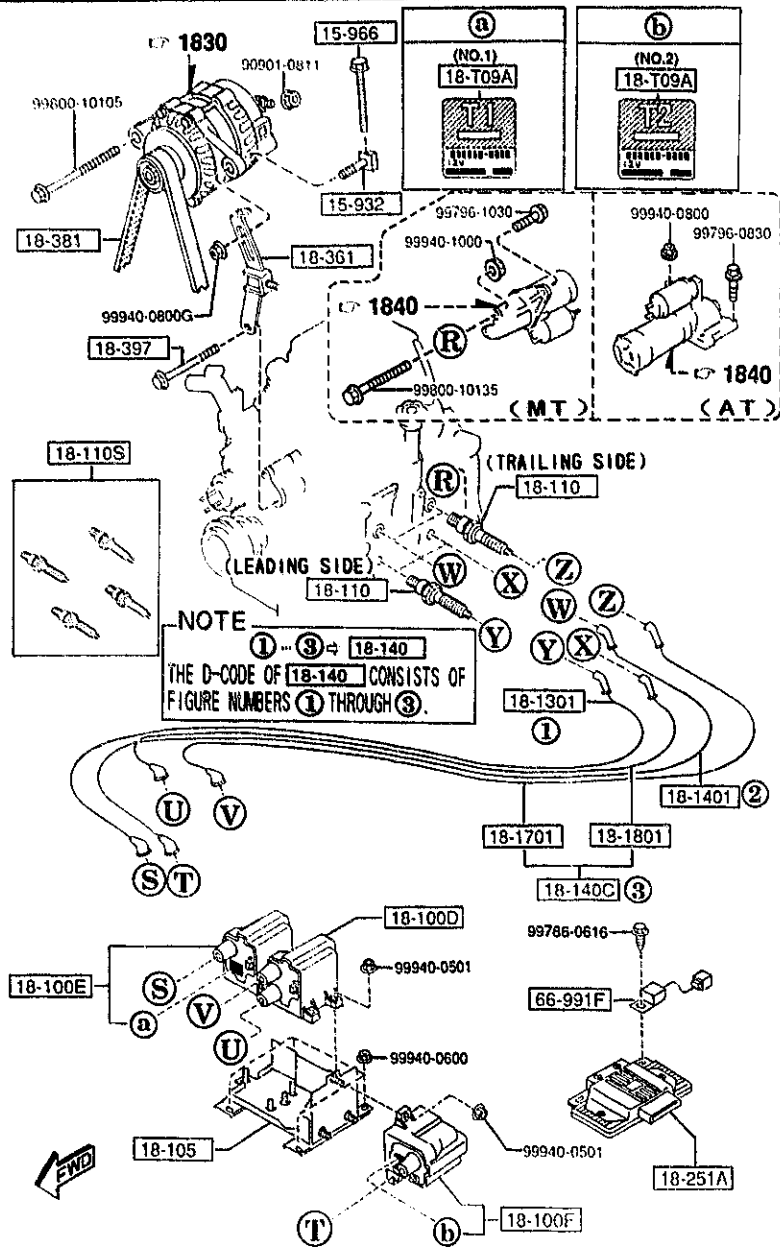 1830
15-966
ⓐ
ⓑ
90901-0811
(NO.1)
18-T09A
(NO.2)
18-T09A
99800-10105
T1
T2
12V
12V
15-932
99796-1030
99940-0800
99796-0830
99940-1000
18-381
18-361
1840
99940-0800G
R
18-397
99800-10135
1840
(MT)
(AT)
18-110S
(TRAILING SIDE)
R
18-110
(LEADING SIDE)
W
X
Z
18-110
W
Z
Y
Y
X
NOTE
①···③⇨ 18-140
THE D-CODE OF 18-140 CONSISTS OF
FIGURE NUMBERS ① THROUGH ③.
18-1301
①
U
V
18-1401 ②
18-1701
18-1801
S
T
18-140C ③
18-100D
99786-0616
18-100E
S
99940-0501
66-991F
ⓐ
V
U
99940-0600
18-105
99940-0501
18-251A
FWD
T
ⓑ
18-100F